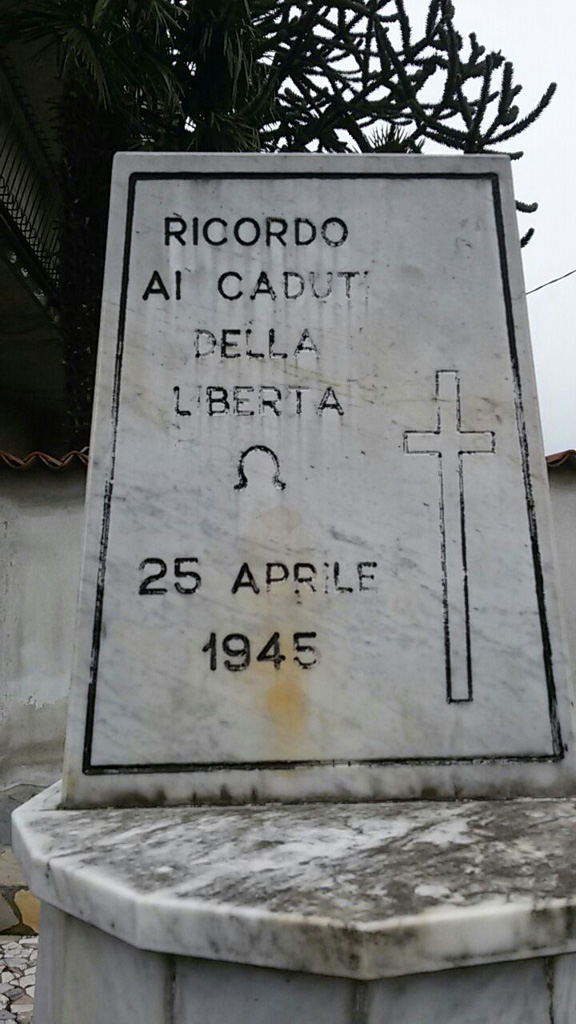 RICORDO
AI CADUTI
DELLA
LIBERTA
Ω
25 APRILE
1945